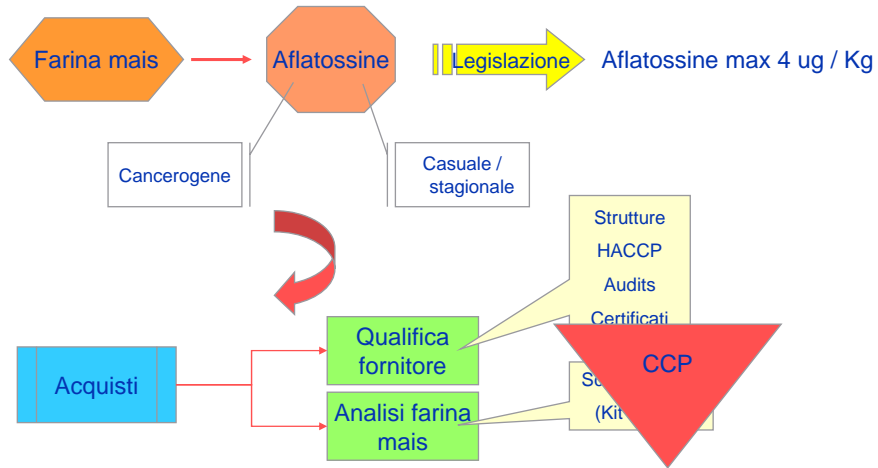 Farina mais
Aflatossine
Legislazione
Aflatossine max 4 ug / Kg
Cancerogene
Casuale /
stagionale
Strutture
HACCP
Audits
Certificati
Qualifica
fornitore
Acquisti
CCP
Analisi farina
mais
(Kit